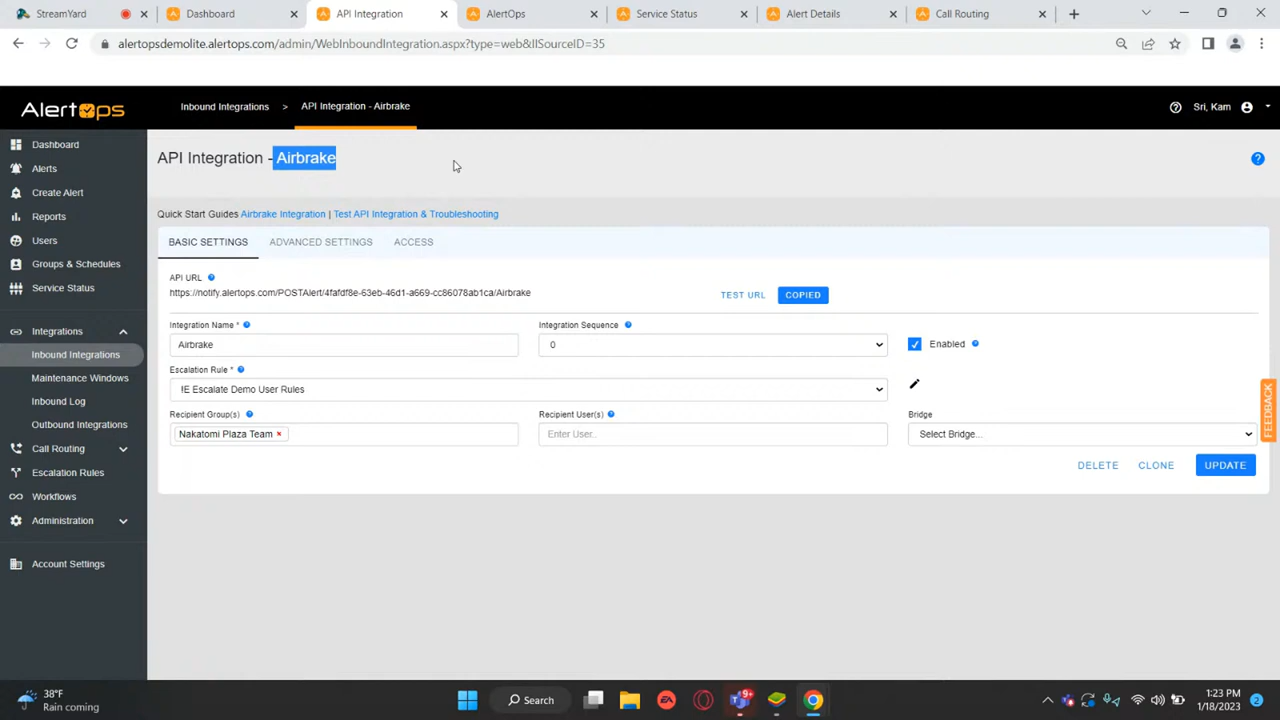 StreamYard
Dashboard
API Integration
AlertOps
Service Status
Alert Details
Call Routing
alertopsdemolite.alertops.com/admin/WebInboundIntegration.aspx?type=web&IISourceID=35
AlertOps
Inbound Integrations > API Integration - Airbrake
Sri, Kam
Dashboard
Alerts
Create Alert
Reports
Users
Groups & Schedules
Service Status
Integrations
Inbound Integrations
Maintenance Windows
Inbound Log
Outbound Integrations
Call Routing
Escalation Rules
Workflows
Administration
Account Settings
API Integration - Airbrake
Quick Start Guides Airbrake Integration | Test API Integration & Troubleshooting
BASIC SETTINGS ADVANCED SETTINGS ACCESS
API URL
https://notify.alertops.com/POSTAlert/4fafdf8e-63eb-46d1-a669-cc86078ab1ca/Airbrake
TEST URL COPIED
Integration Name *
Integration Sequence
Airbrake
0
Enabled
Escalation Rule *
!E Escalate Demo User Rules
Recipient Group(s)
Recipient User(s)
Bridge
Nakatomi Plaza Team ×
Enter User..
Select Bridge...
DELETE CLONE UPDATE
FEEDBACK
38°F
Rain coming
Search
9+
1:23 PM
1/18/2023
2